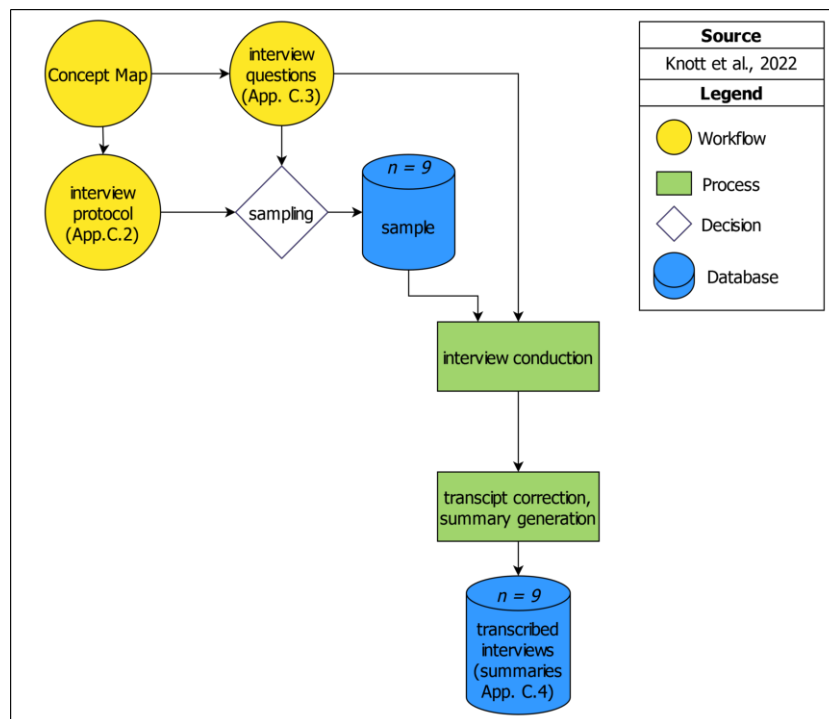 Concept Map
interview
questions
(App. C.3)
interview
protocol
(App.C.2)
sampling
n = 9
sample
interview conduction
transcipt correction,
summary generation
n = 9
transcribed
interviews
(summaries
App. C.4)
Source
Knott et al., 2022
Legend
Workflow
Process
Decision
Database